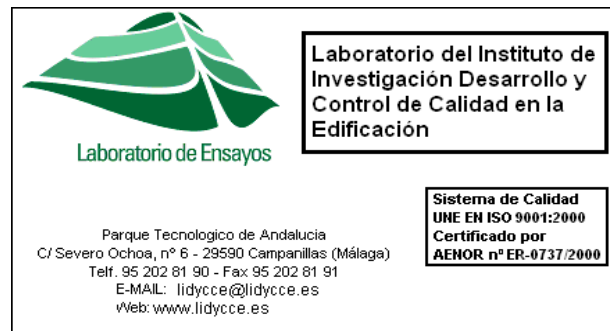 Laboratorio del Instituto de
Investigación Desarrollo y
Control de Calidad en la
Edificación
Laboratorio de Ensayos
Sistema de Calidad
UNE EN ISO 9001:2000
Certificado por
AENOR nº ER-0737/2000
Parque Tecnologico de Andalucia
C/ Severo Ochoa, nº 6 - 29590 Campanillas (Málaga)
Telf. 95 202 81 90 - Fax 95 202 81 91
E-MAIL: lidycce@lidycce.es
Web: www.lidycce.es